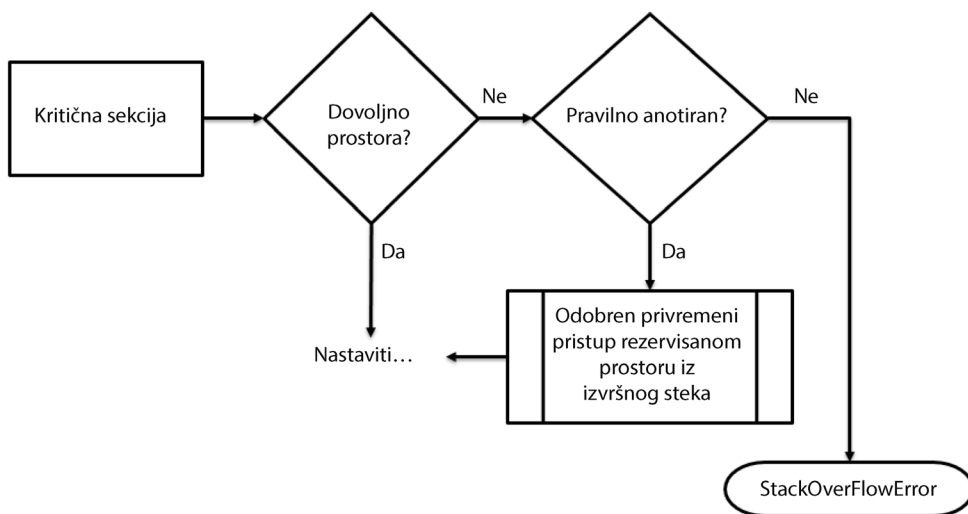 Kritična sekcija
Dovoljno
prostora?
Ne
Pravilno anotiran?
Ne
Da
Da
Nastaviti...
Odobren privremeni
pristup rezervisanom
prostoru iz
izvršnog steka
StackOverFlowError